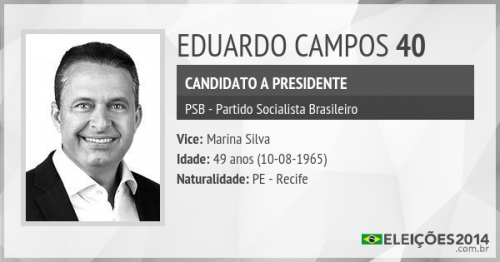 EDUARDO CAMPOS 40
CANDIDATO A PRESIDENTE
PSB - Partido Socialista Brasileiro
Vice: Marina Silva
Idade: 49 anos (10-08-1965)
Naturalidade: PE - Recife
ELEIÇÕES2014
.com.br